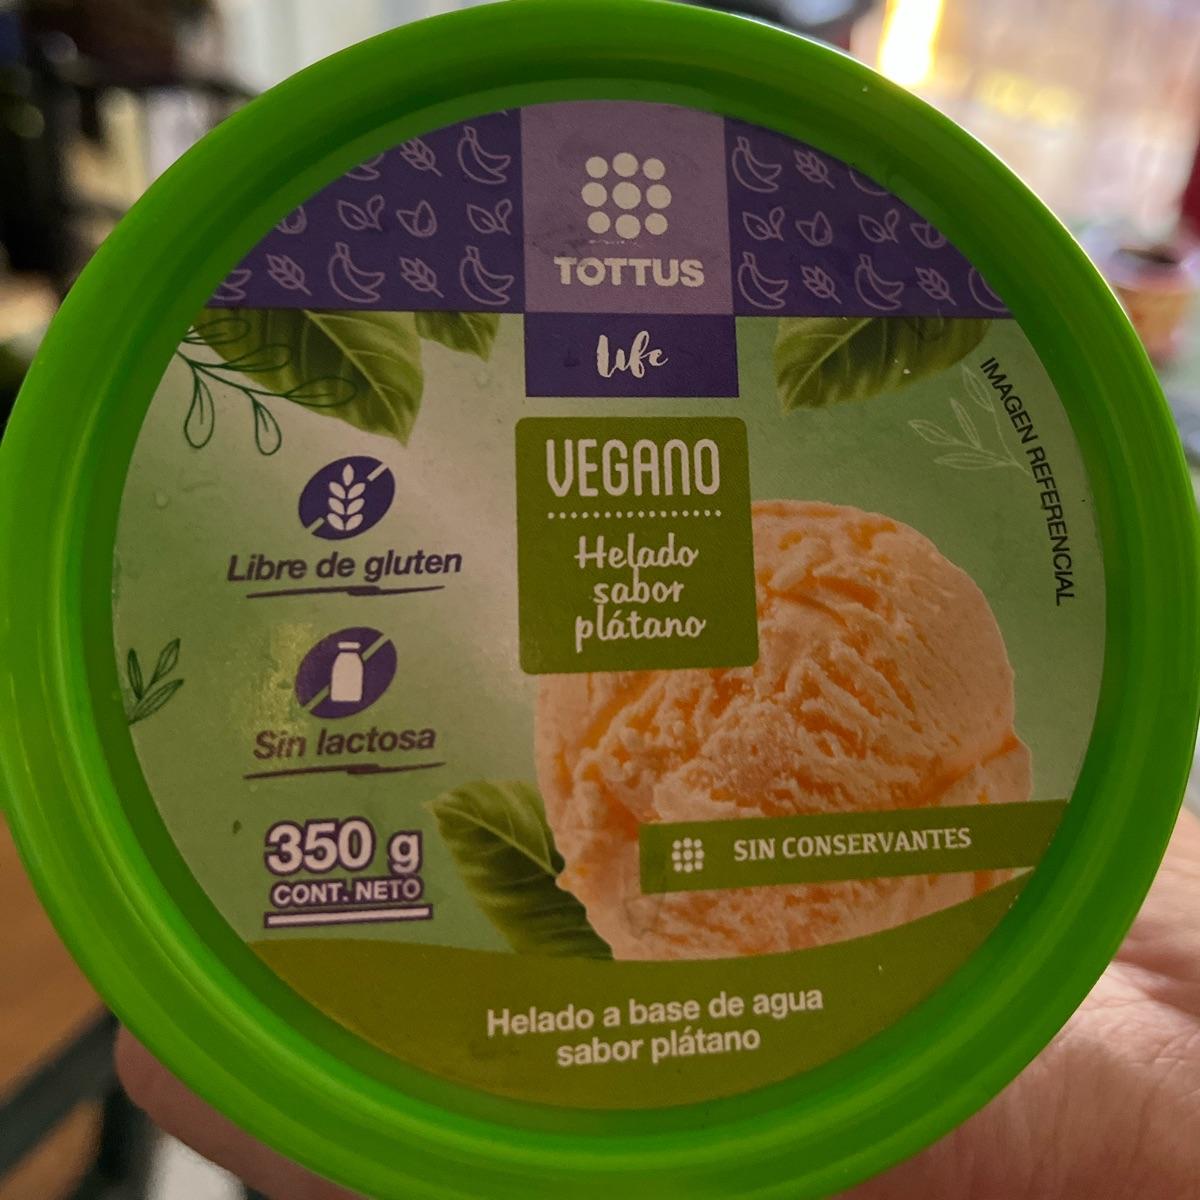 TOTTUS
Life
VEGANO
Helado
sabor
plátano
IMAGEN REFERENCIAL
Libre de gluten
Sin lactosa
350 g
CONT. NETO
SIN CONSERVANTES
Helado a base de agua
sabor plátano